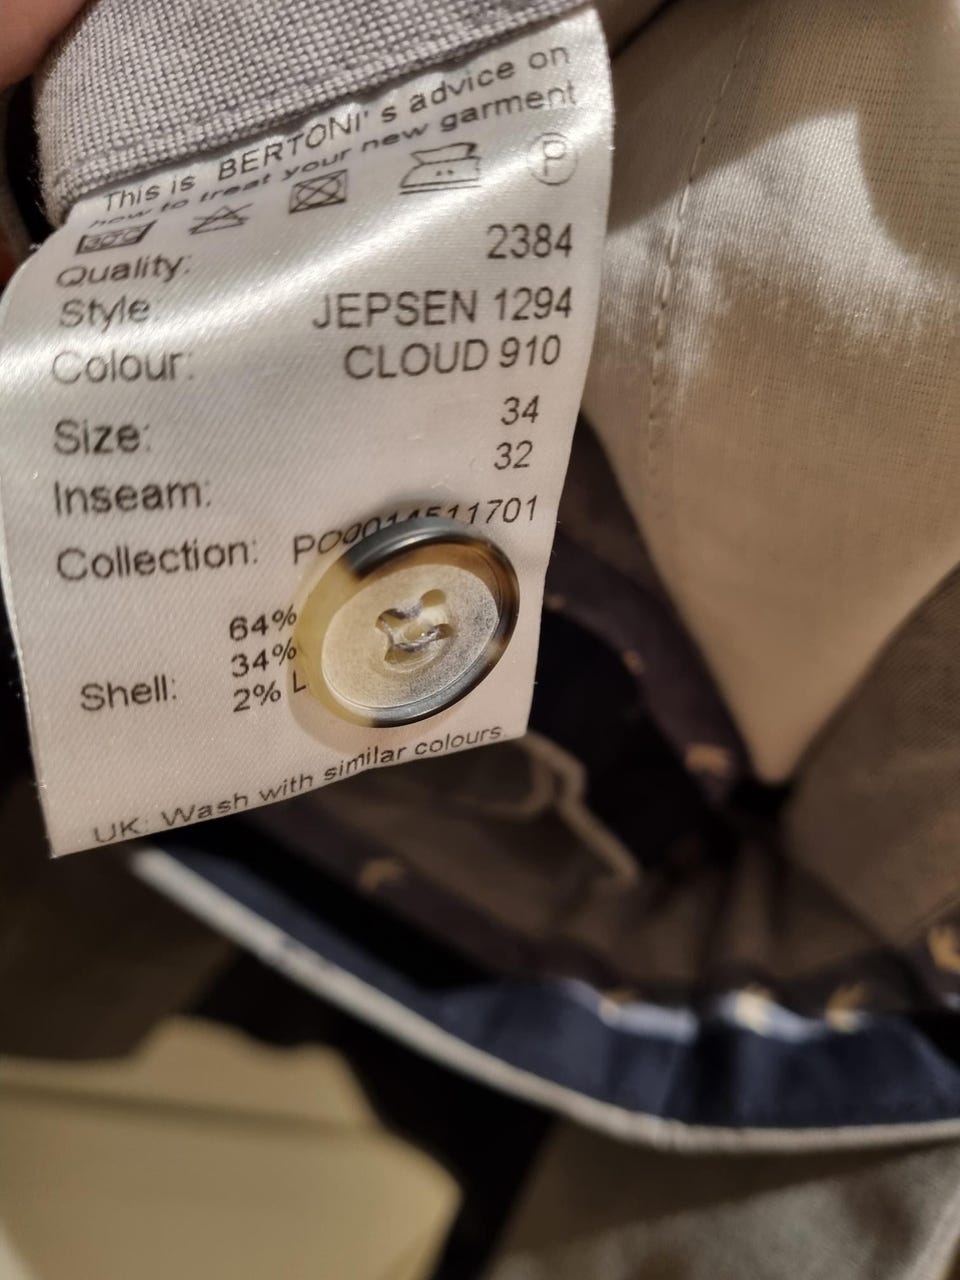 This is BERTONI' s advice on
how to treat your new garment
30°C P
Quality: 2384
Style: JEPSEN 1294
Colour: CLOUD 910
Size: 34
Inseam: 32
Collection: PO0014511701
64%
34%
Shell: 2% L
UK: Wash with similar colours.